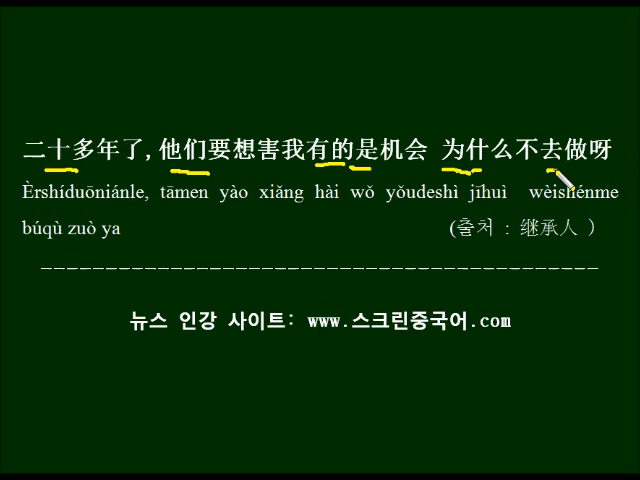 二十多年了,他们要想害我有的是机会 为什么不去做呀
Èrshíduōniánle, tāmen yào xiǎng hài wǒ yǒudeshì jīhuì wèishénme
búqù zuò ya (출처 : 继承人 )
뉴스 인강 사이트: www.스크린중국어.com